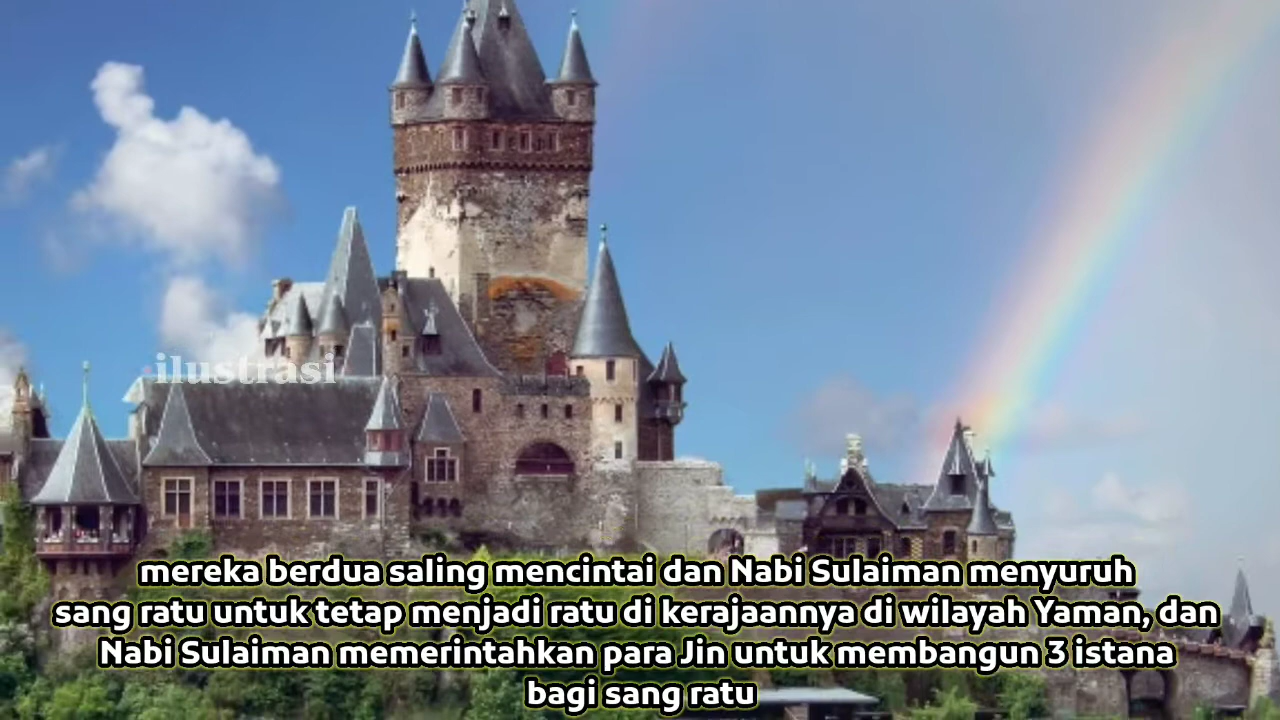 ilustrasi
mereka berdua saling mencintai dan Nabi Sulaiman menyuruh
sang ratu untuk tetap menjadi ratu di kerajaannya di wilayah Yaman, dan
Nabi Sulaiman memerintahkan para Jin untuk membangun 3 istana
bagi sang ratu